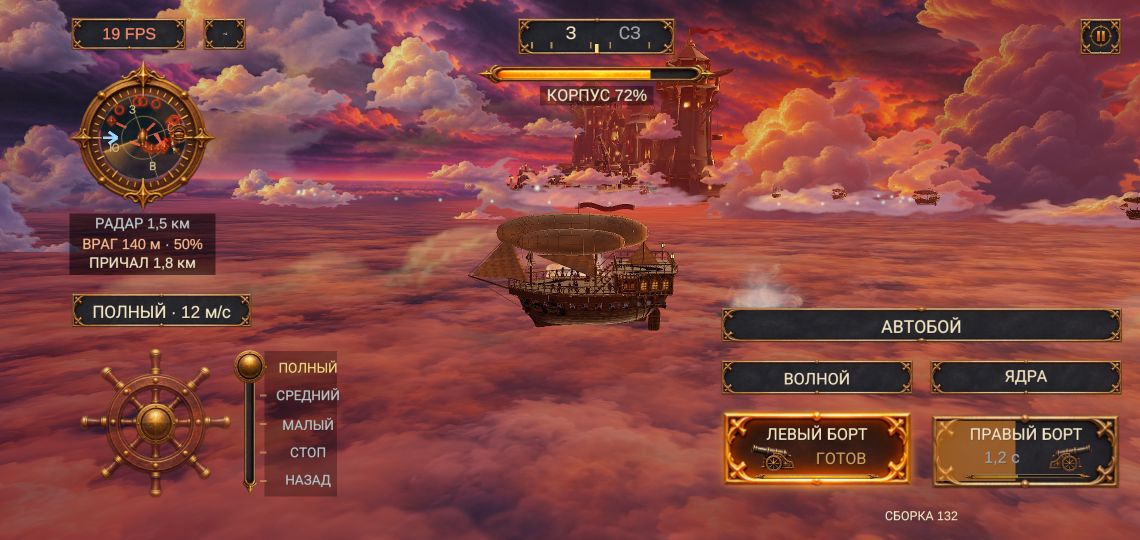 19 FPS
З СЗ
КОРПУС 72%
З
Ю
В
РАДАР 1,5 км
ВРАГ 140 м · 50%
ПРИЧАЛ 1,8 км
ПОЛНЫЙ · 12 м/с
ПОЛНЫЙ
СРЕДНИЙ
МАЛЫЙ
СТОП
НАЗАД
АВТОБОЙ
ВОЛНОЙ
ЯДРА
ЛЕВЫЙ БОРТ
ГОТОВ
ПРАВЫЙ БОРТ
1,2 с
СБОРКА 132